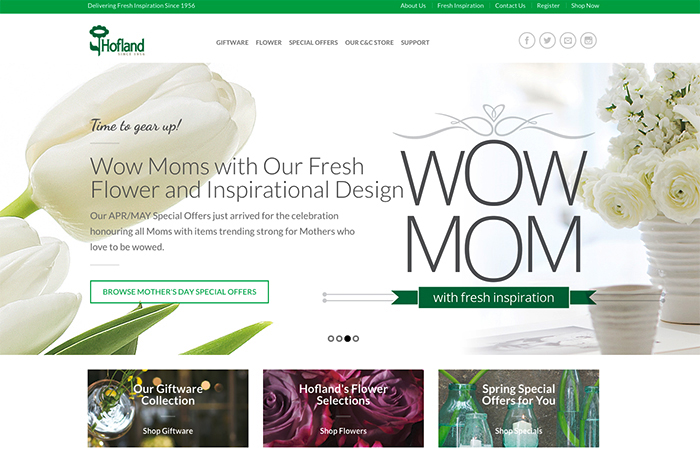 Delivering Fresh Inspiration Since 1956
About Us
Fresh Inspiration
Contact Us
Register
Shop Now
Hofland
SINCE 1956
GIFTWARE
FLOWER
SPECIAL OFFERS
OUR C&C STORE
SUPPORT
Time to gear up!
Wow Moms with Our Fresh
Flower and Inspirational Design
Our APR/MAY Special Offers just arrived for the celebration
honouring all Moms with items trending strong for Mothers who
love to be wowed.
BROWSE MOTHER'S DAY SPECIAL OFFERS
WOW
MOM
with fresh inspiration
Our Giftware
Collection
Shop Giftware
Hofland's Flower
Selections
Shop Flowers
Spring Special
Offers for You
Shop Specials